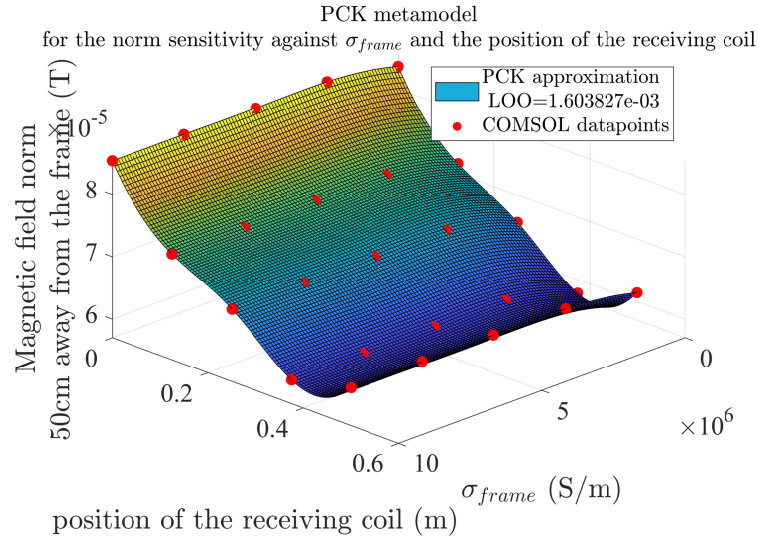 PCK metamodel
for the norm sensitivity against σ_frame and the position of the receiving coil
PCK approximation
LOO=1.603827e-03
COMSOL datapoints
×10^-5
8
7
6
Magnetic field norm
50cm away from the frame (T)
0
0.2
0.4
0.6
position of the receiving coil (m)
10
5
0
×10^6
σ_frame (S/m)